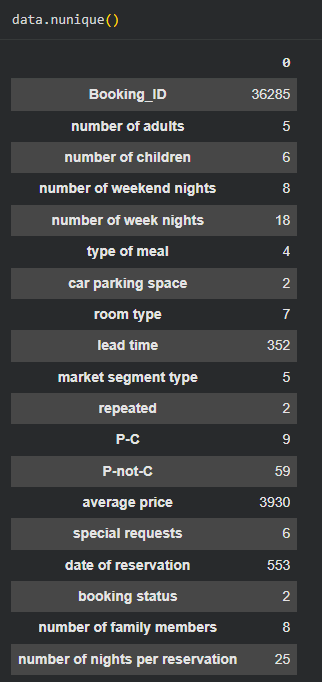 data.nunique()
0
Booking_ID 36285
number of adults 5
number of children 6
number of weekend nights 8
number of week nights 18
type of meal 4
car parking space 2
room type 7
lead time 352
market segment type 5
repeated 2
P-C 9
P-not-C 59
average price 3930
special requests 6
date of reservation 553
booking status 2
number of family members 8
number of nights per reservation 25